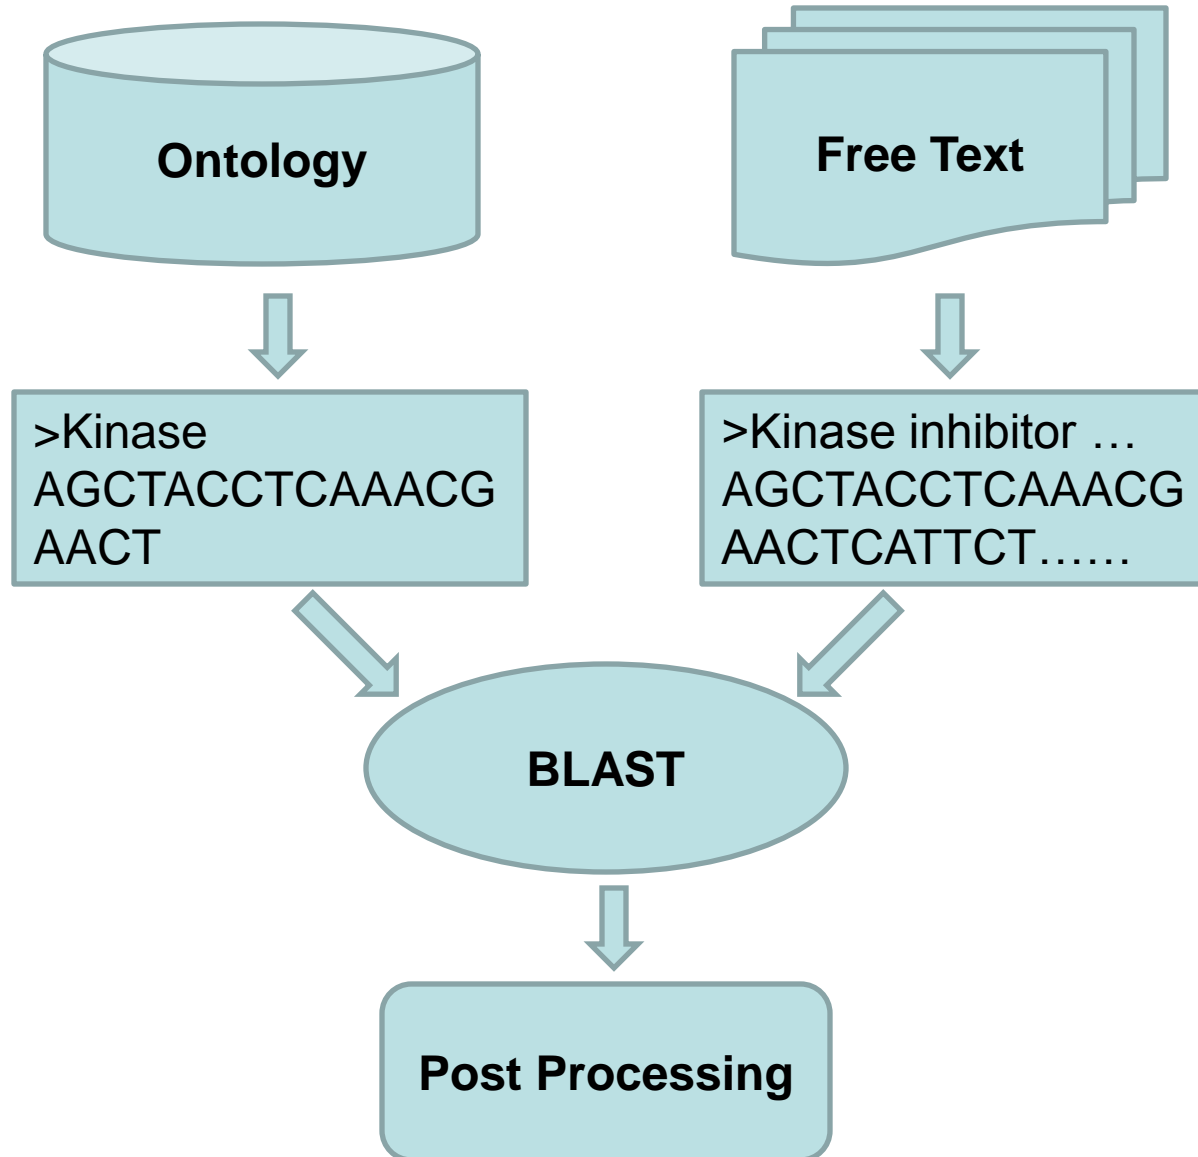 Ontology
Free Text
>Kinase
AGCTACCTCAAACG
AACT
>Kinase inhibitor …
AGCTACCTCAAACG
AACTCATTCT……
BLAST
Post Processing